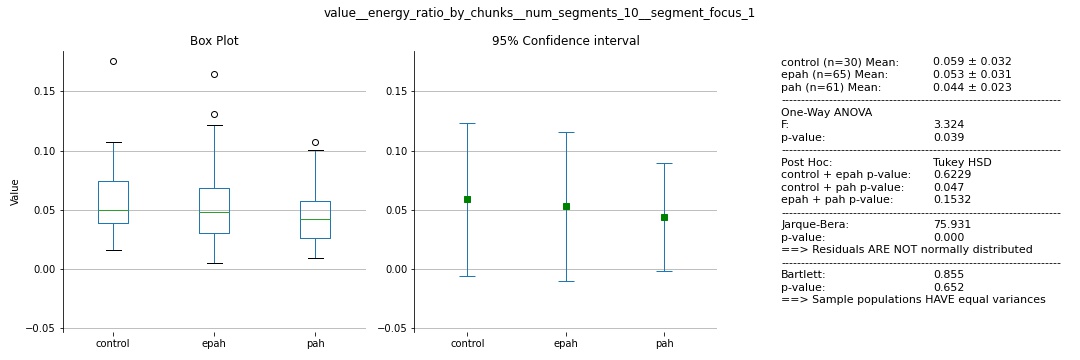 value__energy_ratio_by_chunks__num_segments_10__segment_focus_1
Box Plot
Value
0.15
0.10
0.05
0.00
−0.05
control epah pah
95% Confidence interval
0.15
0.10
0.05
0.00
−0.05
control epah pah
control (n=30) Mean: 0.059 ± 0.032
epah (n=65) Mean: 0.053 ± 0.031
pah (n=61) Mean: 0.044 ± 0.023
One-Way ANOVA
F: 3.324
p-value: 0.039
Post Hoc: Tukey HSD
control + epah p-value: 0.6229
control + pah p-value: 0.047
epah + pah p-value: 0.1532
Jarque-Bera: 75.931
p-value: 0.000
==> Residuals ARE NOT normally distributed
Bartlett: 0.855
p-value: 0.652
==> Sample populations HAVE equal variances